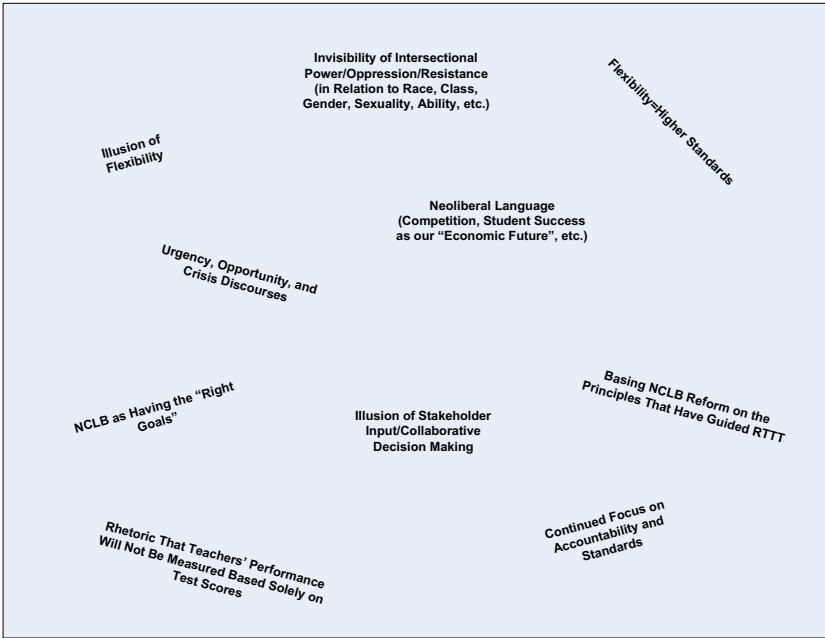 Invisibility of Intersectional
Power/Oppression/Resistance
(in Relation to Race, Class,
Gender, Sexuality, Ability, etc.)
Flexibility=Higher Standards
Illusion of
Flexibility
Neoliberal Language
(Competition, Student Success
as our “Economic Future”, etc.)
Urgency, Opportunity, and
Crisis Discourses
NCLB as Having the “Right
Goals”
Illusion of Stakeholder
Input/Collaborative
Decision Making
Basing NCLB Reform on the
Principles That Have Guided RTTT
Rhetoric That Teachers’ Performance
Will Not Be Measured Based Solely on
Test Scores
Continued Focus on
Accountability and
Standards